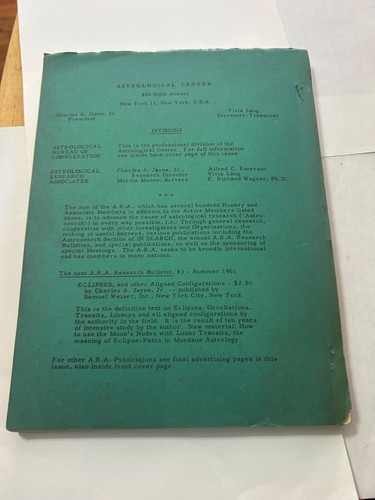 ASTROLOGICAL CENTER
New York 11, New York, U.S.A.
Charles A. Jayne, Jr. Vivia Lang
President Secretary-Treasurer
DIVISIONS
ASTROLOGICAL This is the professional division of the
BUREAU OF Astrological Center. For full information
CONSULTATION see inside back cover page of this issue
ASTROLOGICAL Charles A. Jayne, Jr., Alfred C. Emerson
RESEARCH Research Director Vivia Lang
ASSOCIATES E. Richard Wagner, Ph.D.
***
The aim of the A.R.A., which has several hundred Honary and
Associate Members in addition to the Active Members listed
above, is to advance the cause of astrological research ("Astro-
search") in every way possible; i.e.: Through general research,
cooperation with other investigators and Organizations, the
making of useful Surveys, various publications including the
Astrosearch Section of IN SEARCH, the annual A.R.A. Research
Bulletins, and special publications, as well as the sponsoring of
special Meetings. The A.R.A. seeks to be broadly international
and has members in many nations.
The next A.R.A. Research Bulletin, #3 - Summer 1961
ECLIPSES, and other Aligned Configurations - $2.50
by Charles A. Jayne, Jr. -- published by
Samuel Weiser, Inc., New York City, New York
This is the definitive text on Eclipses, Occultations,
Transits, Lineups and all aligned configurations by
the authority in the field. It is the result of ten years
of intensive study by the author. New material: How
to use the Moon's Nodes with Lunar Transits, the
meaning of Eclipse-Paths in Mundane Astrology.
For other A.R.A. Publications see final advertising pages in this
issue, also inside front cover page.